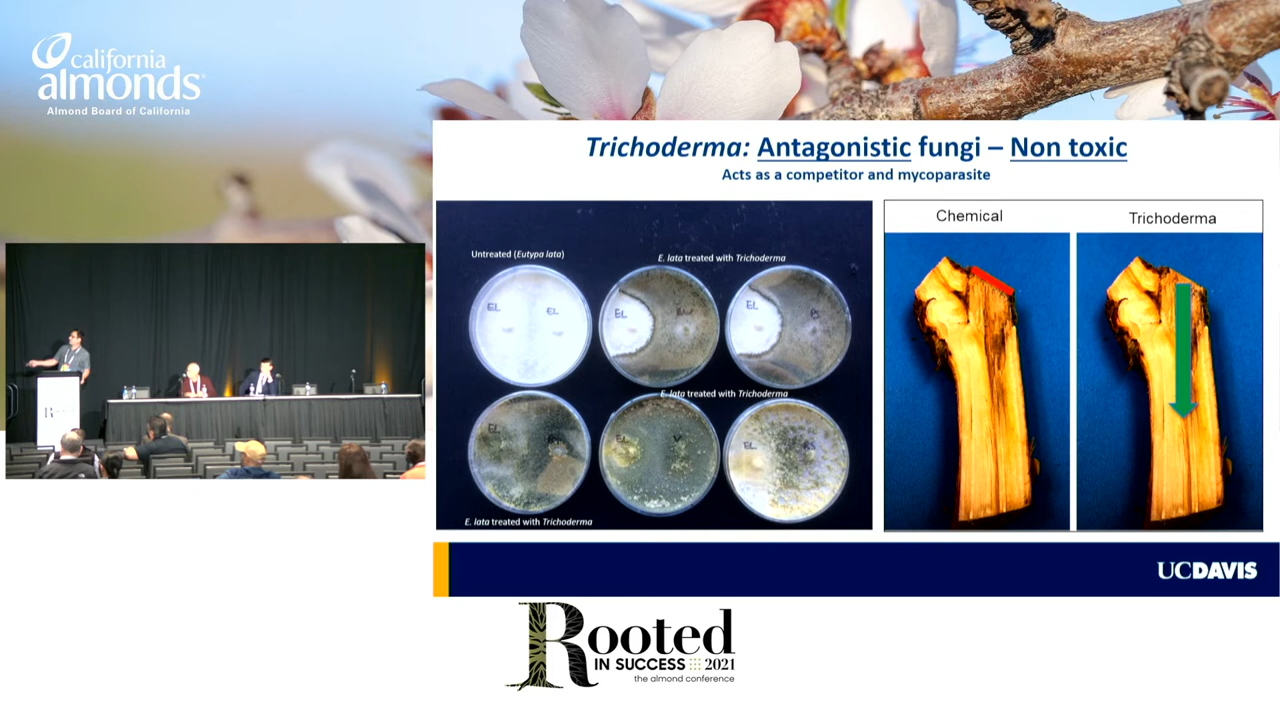 california
almonds
Almond Board of California
Trichoderma: Antagonistic fungi – Non toxic
Acts as a competitor and mycoparasite
Untreated (Eutypa lata)
E. lata treated with Trichoderma
EL
EL
EL
EL
E. lata treated with Trichoderma
EL
EL
EL
E. lata treated with Trichoderma
Chemical
Trichoderma
UCDAVIS
Rooted
IN SUCCESS 2021
the almond conference